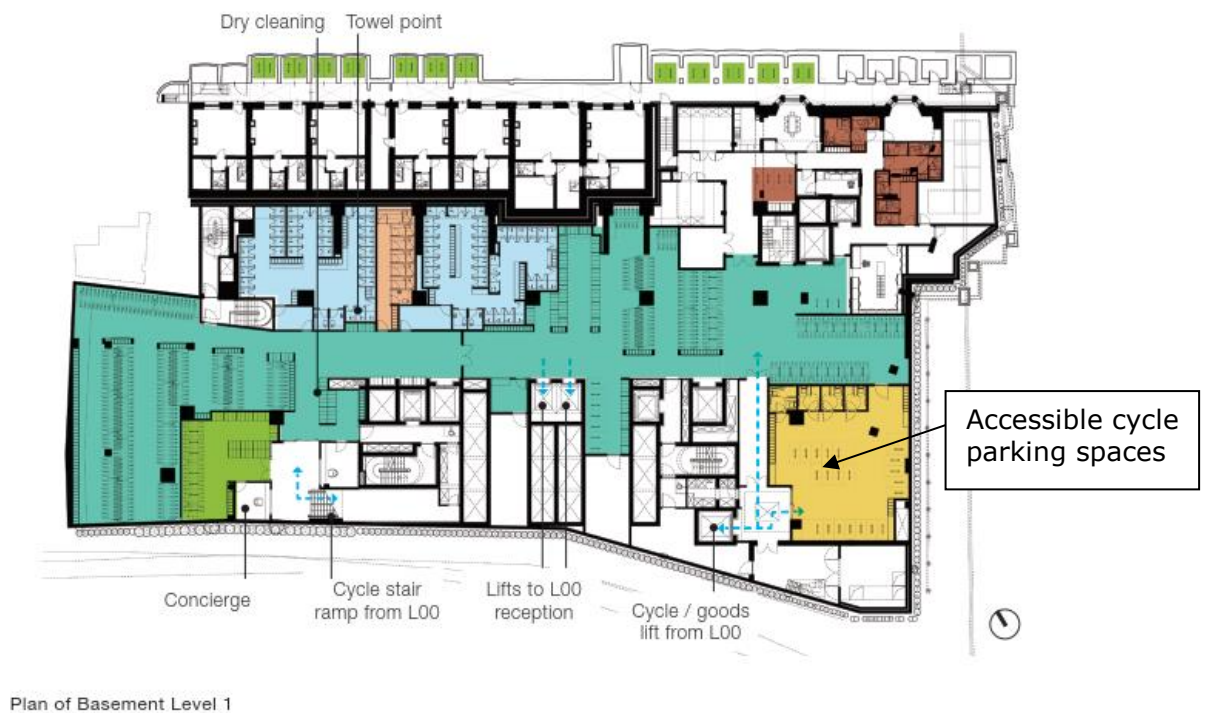 Dry cleaning
Towel point
Accessible cycle
parking spaces
Concierge
Cycle stair
ramp from L00
Lifts to L00
reception
Cycle / goods
lift from L00
Plan of Basement Level 1